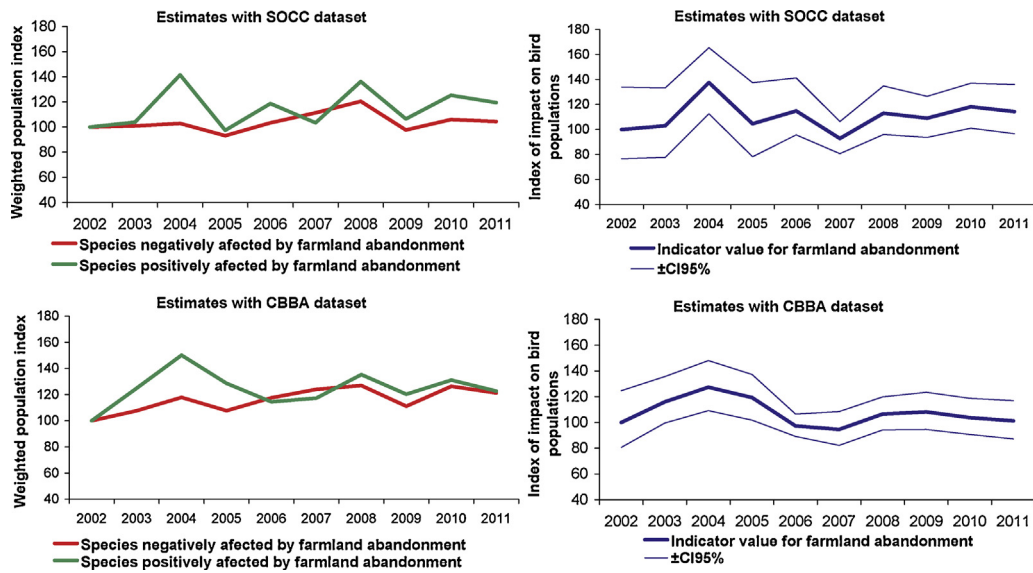 Estimates with SOCC dataset
Weighted population index
180
160
140
120
100
80
60
40
2002 2003 2004 2005 2006 2007 2008 2009 2010 2011
Species negatively afected by farmland abandonment
Species positively afected by farmland abandonment
Estimates with SOCC dataset
Index of impact on bird
populations
180
160
140
120
100
80
60
40
2002 2003 2004 2005 2006 2007 2008 2009 2010 2011
Indicator value for farmland abandonment
±CI95%
Estimates with CBBA dataset
Weighted population index
180
160
140
120
100
80
60
40
2002 2003 2004 2005 2006 2007 2008 2009 2010 2011
Species negatively afected by farmland abandonment
Species positively afected by farmland abandonment
Estimates with CBBA dataset
Index of impact on bird
populations
180
160
140
120
100
80
60
40
2002 2003 2004 2005 2006 2007 2008 2009 2010 2011
Indicator value for farmland abandonment
±CI95%